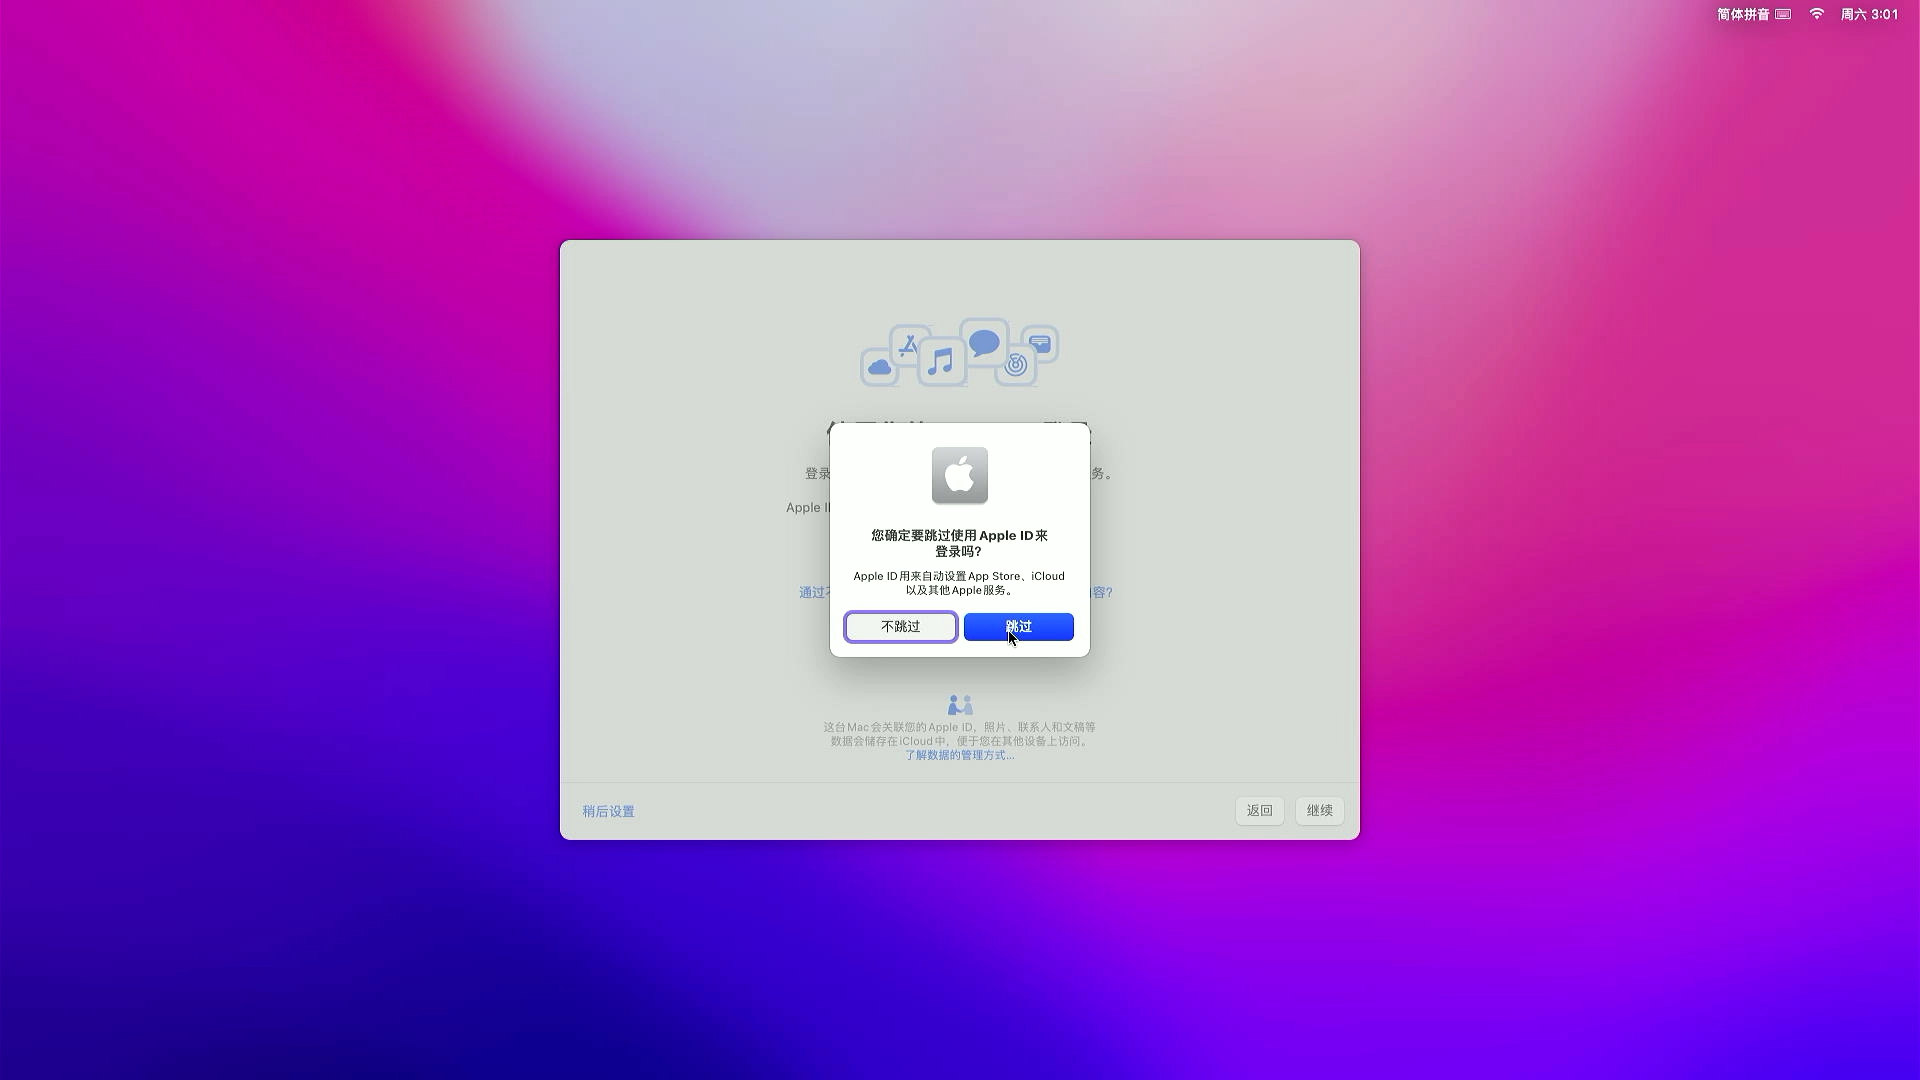 简体拼音
周六 3:01
登录
务。
Apple I
通过
容?
您确定要跳过使用 Apple ID 来
登录吗?
Apple ID 用来自动设置 App Store、iCloud
以及其他 Apple 服务。
不跳过
跳过
这台 Mac 会关联您的 Apple ID，照片、联系人和文稿等
数据会储存在 iCloud 中，便于您在其他设备上访问。
了解数据的管理方式...
稍后设置
返回
继续